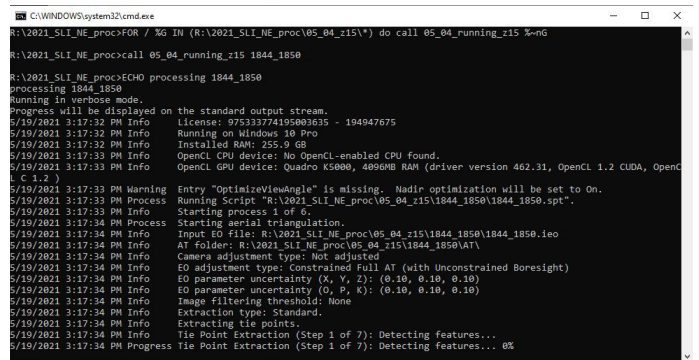 C:\WINDOWS\system32\cmd.exe
R:\2021_SLI_NE_proc>FOR / %G IN (R:\2021_SLI_NE_proc\05_04_z15\*) do call 05_04_running_z15 %~nG
R:\2021_SLI_NE_proc>call 05_04_running_z15 1844_1850
R:\2021_SLI_NE_proc>ECHO processing 1844_1850
processing 1844_1850
Running in verbose mode.
Progress will be displayed on the standard output stream.
5/19/2021 3:17:32 PM Info License: 975333774195003635 - 194947675
5/19/2021 3:17:32 PM Info Running on Windows 10 Pro
5/19/2021 3:17:32 PM Info Installed RAM: 255.9 GB
5/19/2021 3:17:33 PM Info OpenCL CPU device: No OpenCL-enabled CPU found.
5/19/2021 3:17:33 PM Info OpenCL GPU device: Quadro K5000, 4096MB RAM (driver version 462.31, OpenCL 1.2 CUDA, OpenC
L C 1.2 )
5/19/2021 3:17:33 PM Warning Entry "OptimizeViewAngle" is missing. Nadir optimization will be set to On.
5/19/2021 3:17:33 PM Process Running Script "R:\2021_SLI_NE_proc\05_04_z15\1844_1850\1844_1850.spt".
5/19/2021 3:17:33 PM Info Starting process 1 of 6.
5/19/2021 3:17:34 PM Process Starting aerial triangulation.
5/19/2021 3:17:34 PM Info Input EO file: R:\2021_SLI_NE_proc\05_04_z15\1844_1850\1844_1850.ieo
5/19/2021 3:17:34 PM Info AT folder: R:\2021_SLI_NE_proc\05_04_z15\1844_1850\AT\
5/19/2021 3:17:34 PM Info Camera adjustment type: Not adjusted
5/19/2021 3:17:34 PM Info EO adjustment type: Constrained Full AT (with Unconstrained Boresight)
5/19/2021 3:17:34 PM Info EO parameter uncertainty (X, Y, Z): (0.10, 0.10, 0.10)
5/19/2021 3:17:34 PM Info EO parameter uncertainty (O, P, K): (0.10, 0.10, 0.10)
5/19/2021 3:17:34 PM Info Image filtering threshold: None
5/19/2021 3:17:34 PM Info Extraction type: Standard.
5/19/2021 3:17:34 PM Info Extracting tie points.
5/19/2021 3:17:34 PM Info Tie Point Extraction (Step 1 of 7): Detecting features...
5/19/2021 3:17:34 PM Progress Tie Point Extraction (Step 1 of 7): Detecting features... 0%